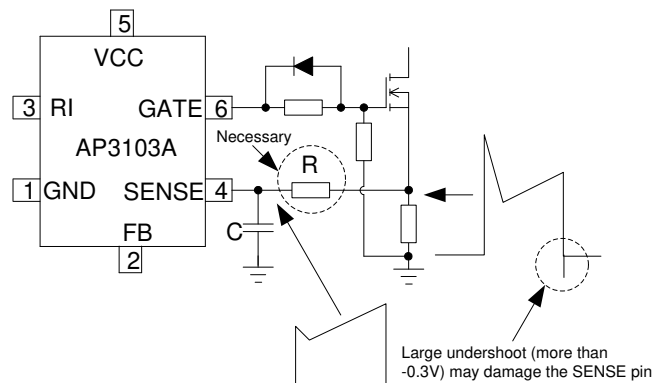 5
VCC
3 RI GATE 6
Necessary
AP3103A
R
1 GND SENSE 4
C
FB
2
Large undershoot (more than
-0.3V) may damage the SENSE pin